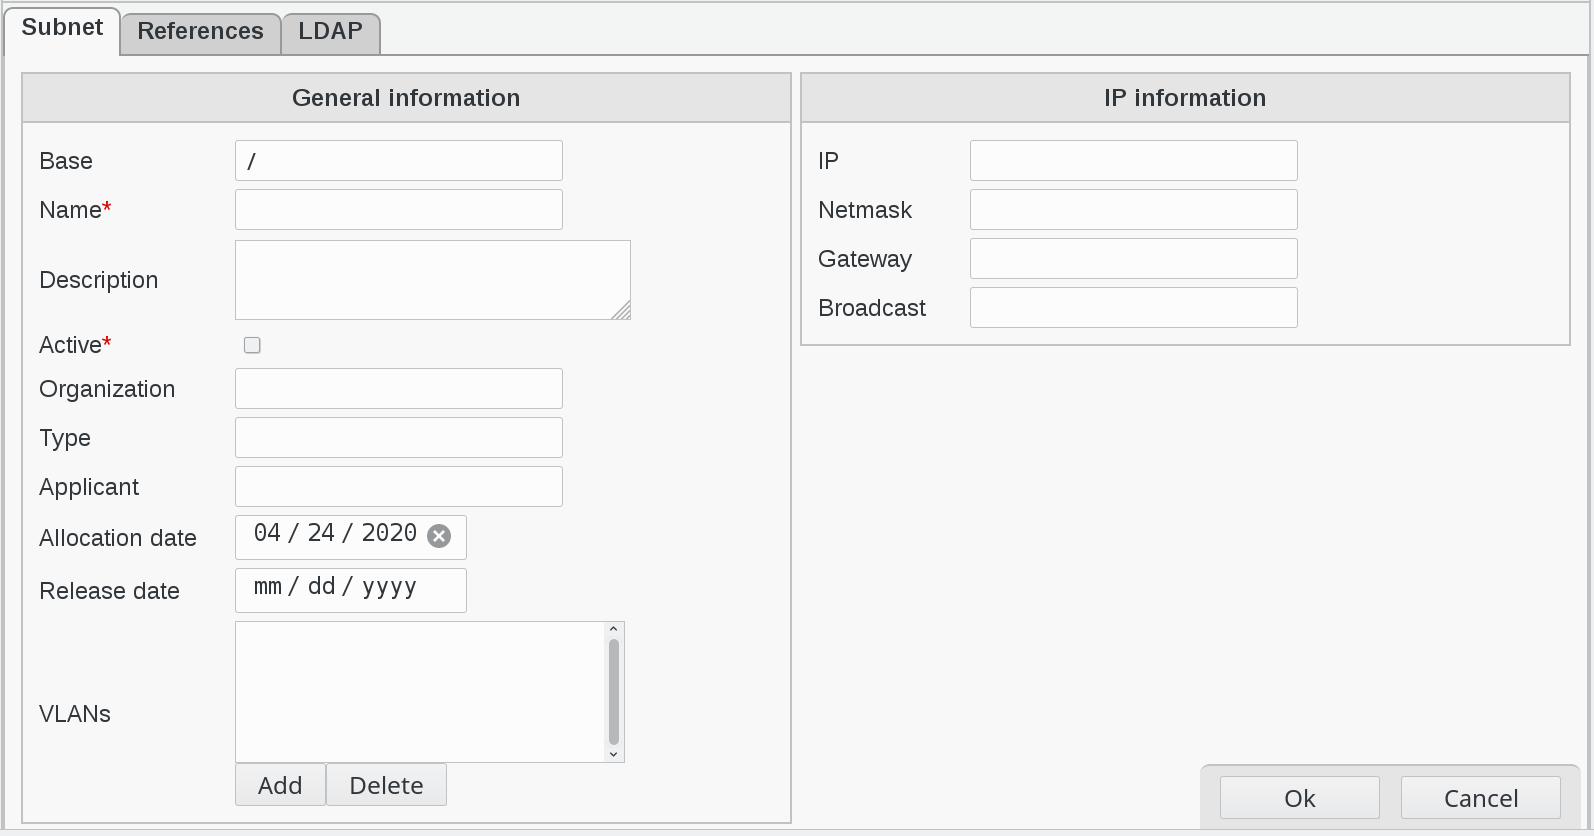 Subnet References LDAP
General information
Base /
Name*
Description
Active*
Organization
Type
Applicant
Allocation date 04 / 24 / 2020
Release date mm / dd / yyyy
VLANs
Add Delete
IP information
IP
Netmask
Gateway
Broadcast
Ok Cancel